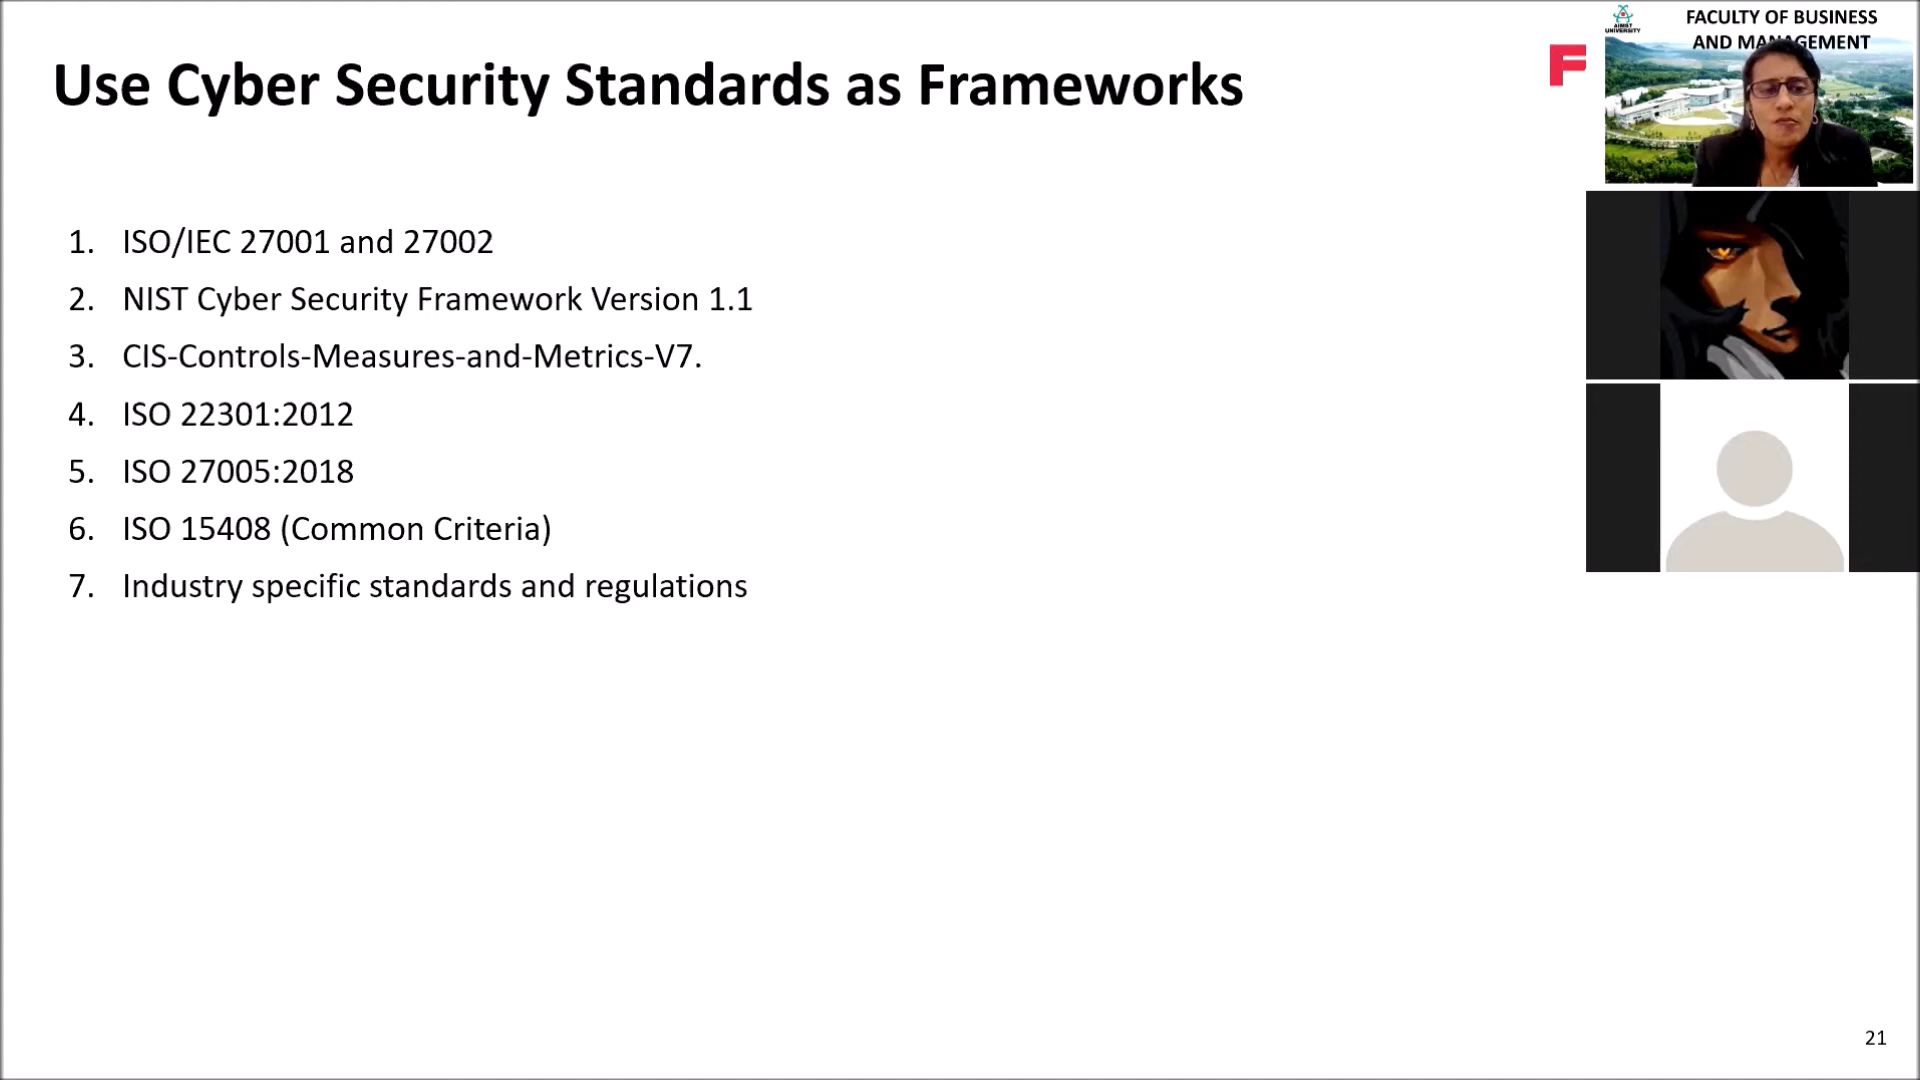 Use Cyber Security Standards as Frameworks
1. ISO/IEC 27001 and 27002
2. NIST Cyber Security Framework Version 1.1
3. CIS-Controls-Measures-and-Metrics-V7.
4. ISO 22301:2012
5. ISO 27005:2018
6. ISO 15408 (Common Criteria)
7. Industry specific standards and regulations
F
AIMST
UNIVERSITY
FACULTY OF BUSINESS
AND MANAGEMENT
21